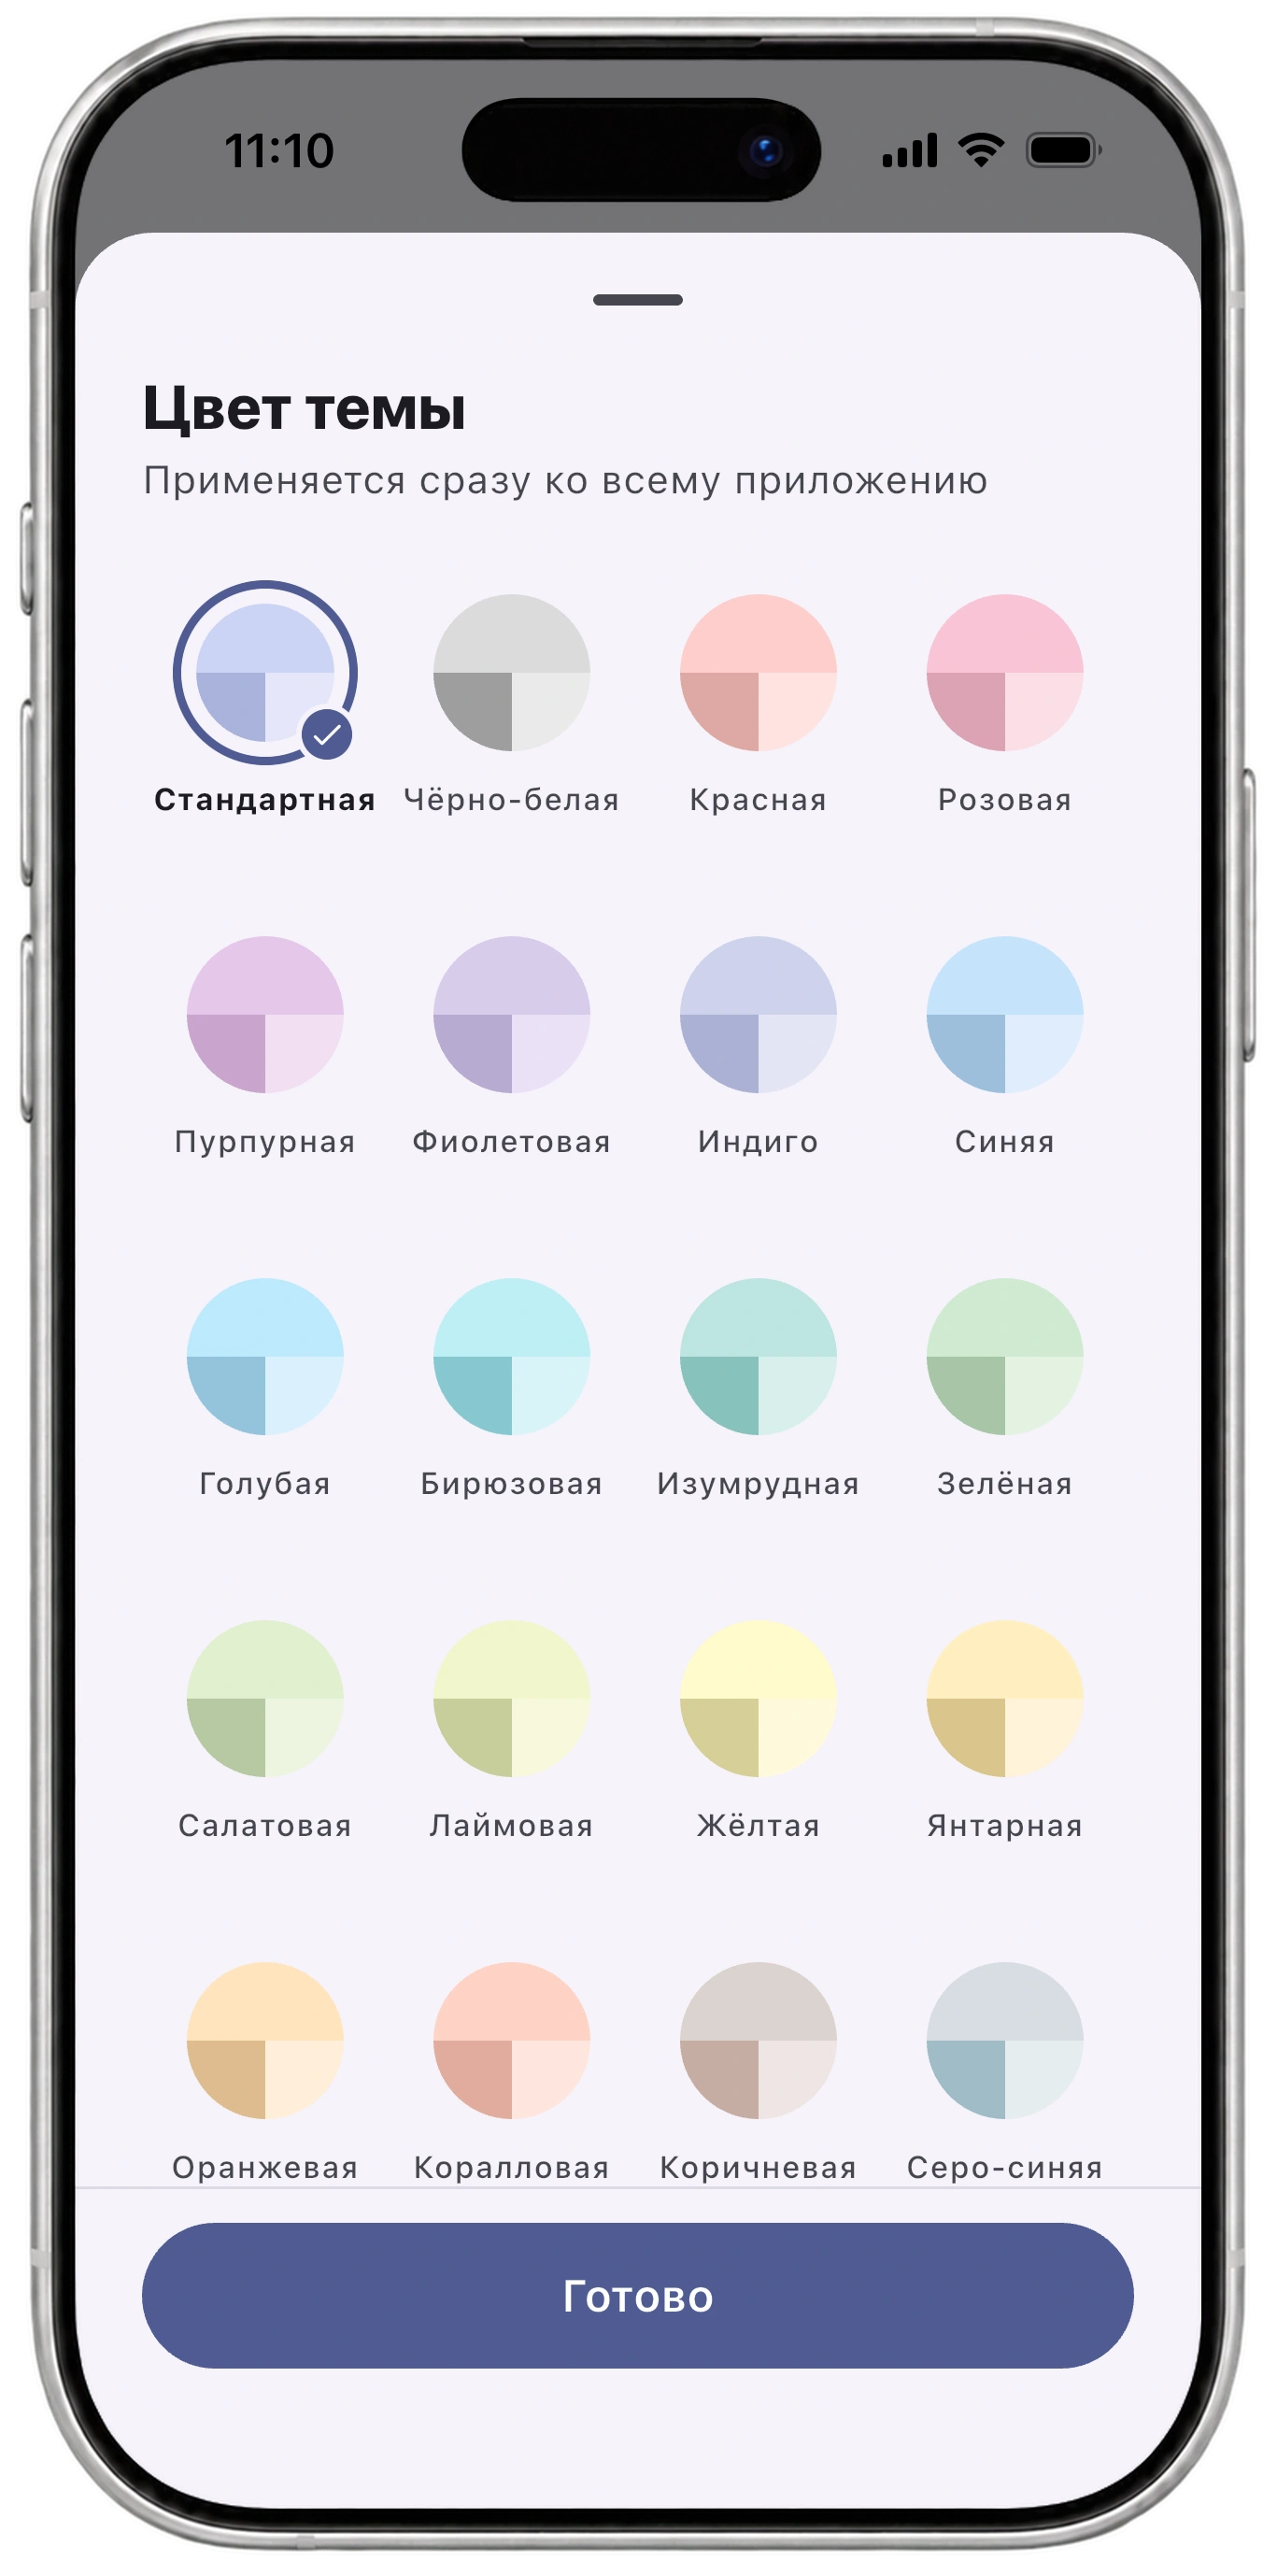 11:10
Цвет темы
Применяется сразу ко всему приложению
Стандартная Чёрно-белая Красная Розовая
Пурпурная Фиолетовая Индиго Синяя
Голубая Бирюзовая Изумрудная Зелёная
Салатовая Лаймовая Жёлтая Янтарная
Оранжевая Коралловая Коричневая Серо-синяя
Готово